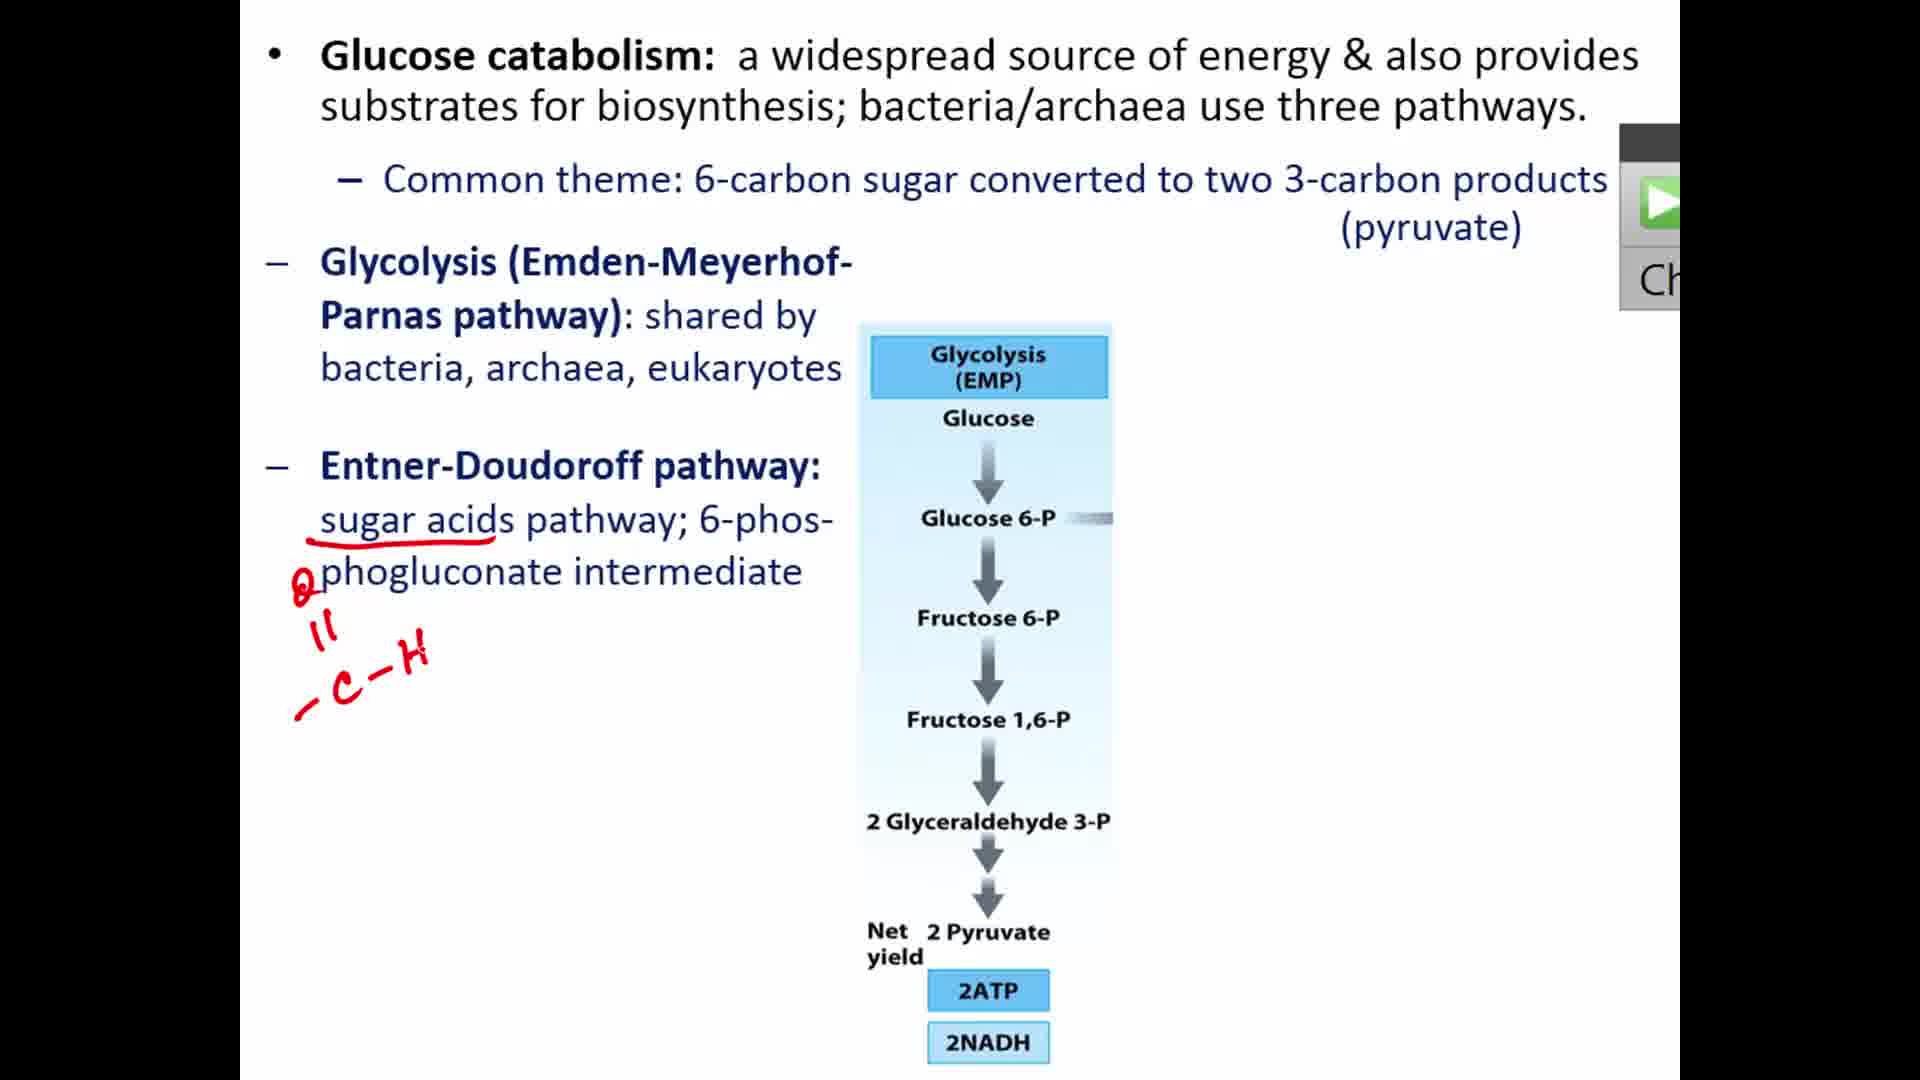 • Glucose catabolism: a widespread source of energy & also provides
substrates for biosynthesis; bacteria/archaea use three pathways.
– Common theme: 6-carbon sugar converted to two 3-carbon products
(pyruvate)
– Glycolysis (Emden-Meyerhof-
Parnas pathway): shared by
bacteria, archaea, eukaryotes
– Entner-Doudoroff pathway:
sugar acids pathway; 6-phos-
phogluconate intermediate
O
=
– C – H
Glycolysis
(EMP)
Glucose
Glucose 6-P
Fructose 6-P
Fructose 1,6-P
2 Glyceraldehyde 3-P
Net 2 Pyruvate
yield
2ATP
2NADH